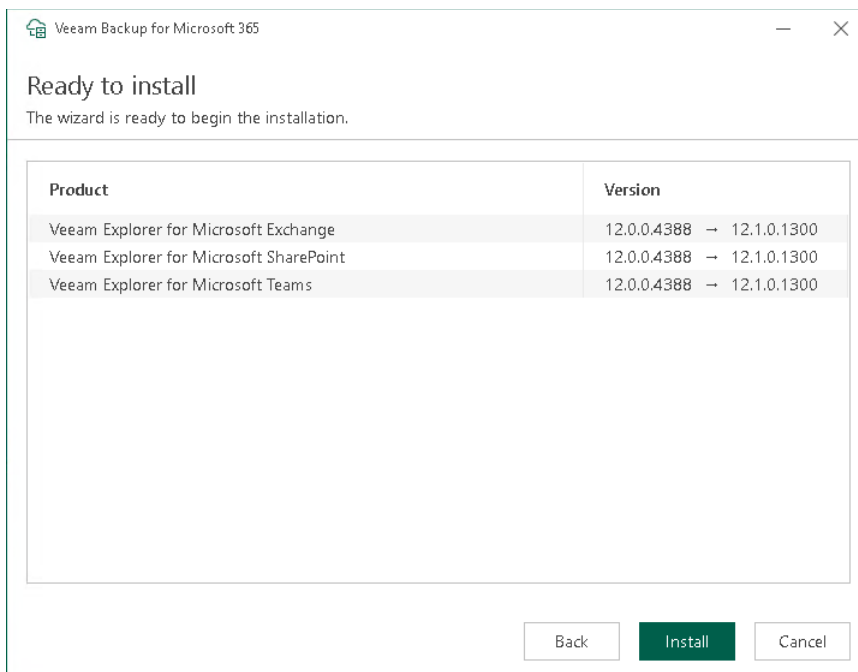 Veeam Backup for Microsoft 365
Ready to install
The wizard is ready to begin the installation.
Product Version
Veeam Explorer for Microsoft Exchange 12.0.0.4388 → 12.1.0.1300
Veeam Explorer for Microsoft SharePoint 12.0.0.4388 → 12.1.0.1300
Veeam Explorer for Microsoft Teams 12.0.0.4388 → 12.1.0.1300
Back Install Cancel